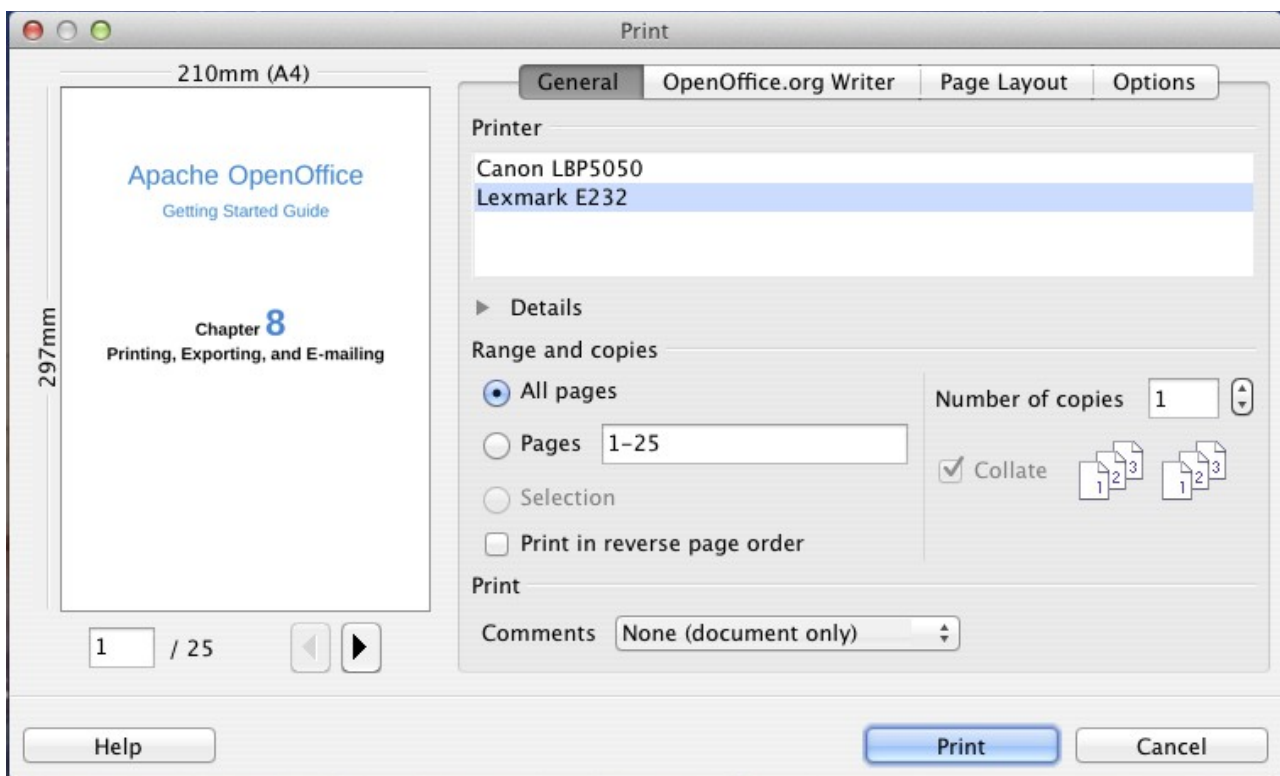 Print
210mm (A4)
297mm
Apache OpenOffice
Getting Started Guide
Chapter 8
Printing, Exporting, and E-mailing
1 / 25
General OpenOffice.org Writer Page Layout Options
Printer
Canon LBP5050
Lexmark E232
Details
Range and copies
All pages
Pages 1-25
Selection
Print in reverse page order
Number of copies 1
Collate 1 2 3 1 2 3
Print
Comments None (document only)
Help Print Cancel